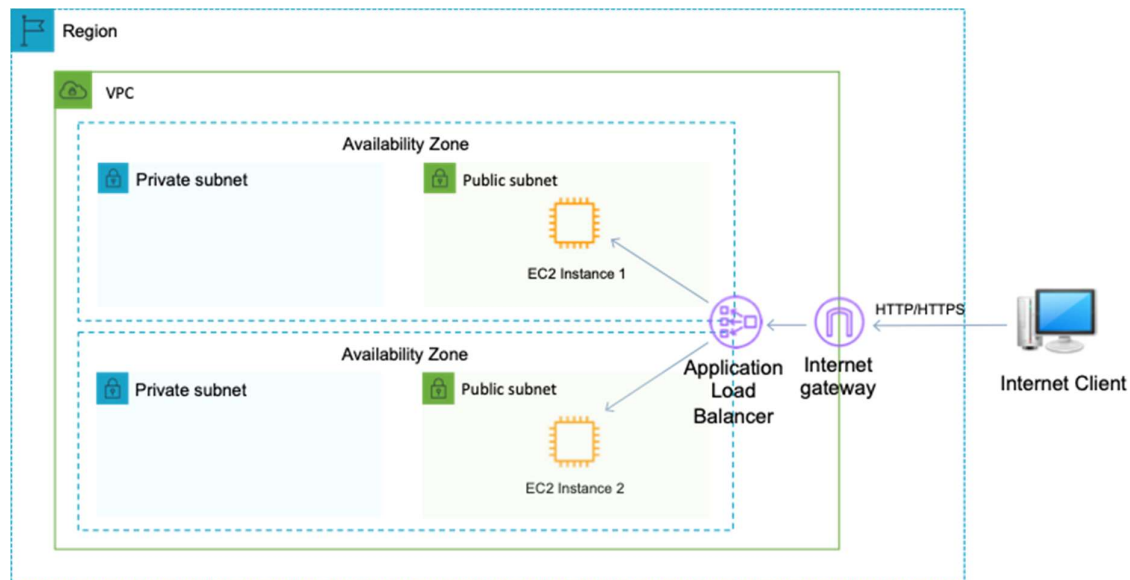 Region
VPC
Availability Zone
Private subnet
Public subnet
EC2 Instance 1
HTTP/HTTPS
Application
Load
Balancer
Internet
gateway
Internet Client
Availability Zone
Private subnet
Public subnet
EC2 Instance 2